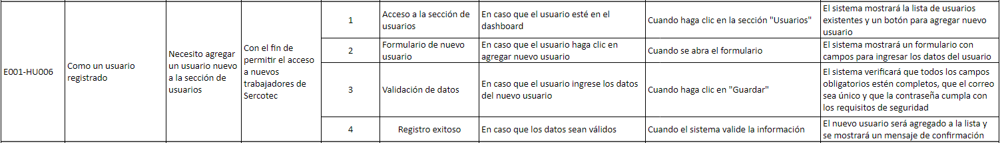 E001-HU006
Como un usuario
registrado
Necesito agregar
un usuario nuevo
a la sección de
usuarios
Con el fin de
permitir el acceso
a nuevos
trabajadores de
Sercotec
1
Acceso a la sección de
usuarios
En caso que el usuario esté en el
dashboard
Cuando haga clic en la sección "Usuarios"
El sistema mostrará la lista de usuarios
existentes y un botón para agregar nuevo
usuario
2
Formulario de nuevo
usuario
En caso que el usuario haga clic en
agregar nuevo usuario
Cuando se abra el formulario
El sistema mostrará un formulario con
campos para ingresar los datos del usuario
3
Validación de datos
En caso que el usuario ingrese los datos
del nuevo usuario
Cuando haga clic en "Guardar"
El sistema verificará que todos los campos
obligatorios estén completos, que el correo
sea único y que la contraseña cumpla con
los requisitos de seguridad
4
Registro exitoso
En caso que los datos sean válidos
Cuando el sistema valide la información
El nuevo usuario será agregado a la lista y
se mostrará un mensaje de confirmación